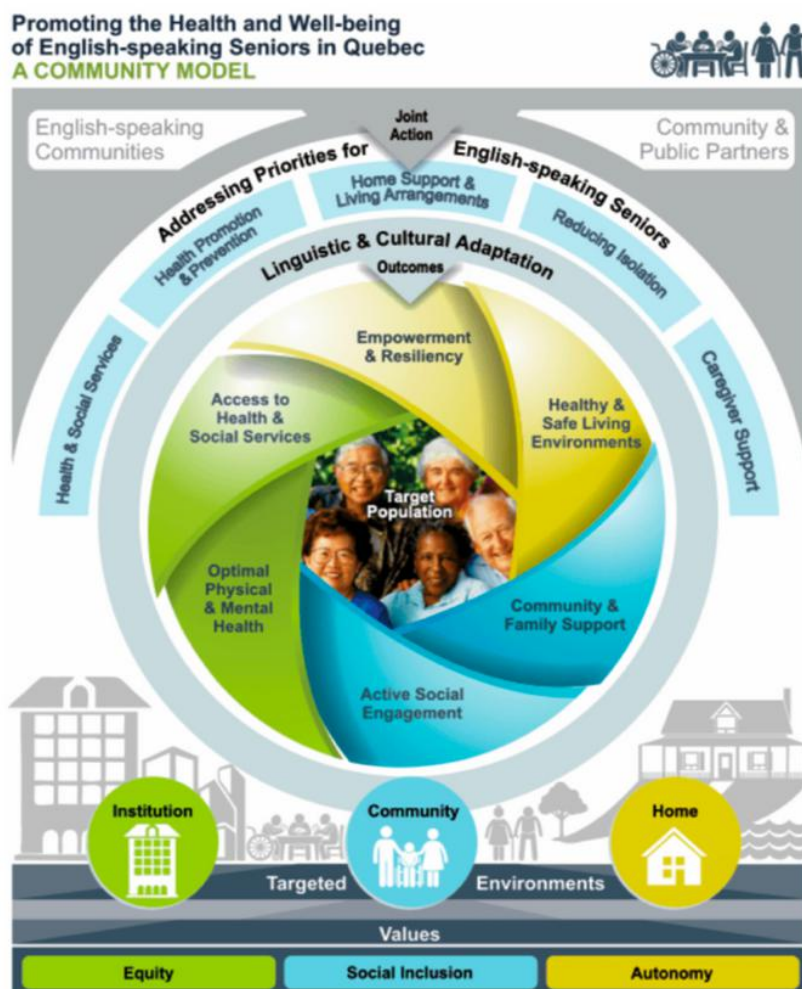 Promoting the Health and Well-being
of English-speaking Seniors in Quebec
A COMMUNITY MODEL
English-speaking
Communities
Joint
Action
Community &
Public Partners
Addressing Priorities for
English-speaking Seniors
Health & Social Services
Health Promotion
& Prevention
Home Support &
Living Arrangements
Reducing Isolation
Caregiver Support
Linguistic & Cultural Adaptation
Outcomes
Empowerment
& Resiliency
Access to
Health &
Social Services
Healthy &
Safe Living
Environments
Target
Population
Optimal
Physical
& Mental
Health
Community &
Family Support
Active Social
Engagement
Institution
Community
Home
Targeted
Environments
Values
Equity
Social Inclusion
Autonomy